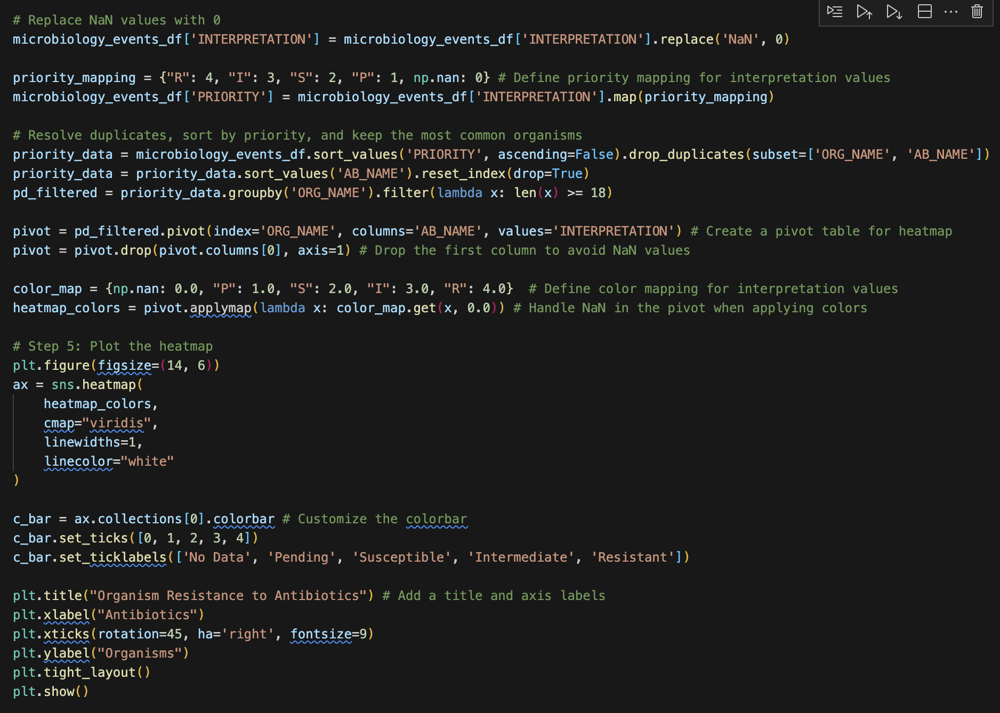 # Replace NaN values with 0
microbiology_events_df['INTERPRETATION'] = microbiology_events_df['INTERPRETATION'].replace('NaN', 0)

priority_mapping = {"R": 4, "I": 3, "S": 2, "P": 1, np.nan: 0} # Define priority mapping for interpretation values
microbiology_events_df['PRIORITY'] = microbiology_events_df['INTERPRETATION'].map(priority_mapping)

# Resolve duplicates, sort by priority, and keep the most common organisms
priority_data = microbiology_events_df.sort_values('PRIORITY', ascending=False).drop_duplicates(subset=['ORG_NAME', 'AB_NAME'])
priority_data = priority_data.sort_values('AB_NAME').reset_index(drop=True)
pd_filtered = priority_data.groupby('ORG_NAME').filter(lambda x: len(x) >= 18)

pivot = pd_filtered.pivot(index='ORG_NAME', columns='AB_NAME', values='INTERPRETATION') # Create a pivot table for heatmap
pivot = pivot.drop(pivot.columns[0], axis=1) # Drop the first column to avoid NaN values

color_map = {np.nan: 0.0, "P": 1.0, "S": 2.0, "I": 3.0, "R": 4.0}  # Define color mapping for interpretation values
heatmap_colors = pivot.applymap(lambda x: color_map.get(x, 0.0)) # Handle NaN in the pivot when applying colors

# Step 5: Plot the heatmap
plt.figure(figsize=(14, 6))
ax = sns.heatmap(
    heatmap_colors,
    cmap="viridis",
    linewidths=1,
    linecolor="white"
)

c_bar = ax.collections[0].colorbar # Customize the colorbar
c_bar.set_ticks([0, 1, 2, 3, 4])
c_bar.set_ticklabels(['No Data', 'Pending', 'Susceptible', 'Intermediate', 'Resistant'])

plt.title("Organism Resistance to Antibiotics") # Add a title and axis labels
plt.xlabel("Antibiotics")
plt.xticks(rotation=45, ha='right', fontsize=9)
plt.ylabel("Organisms")
plt.tight_layout()
plt.show()